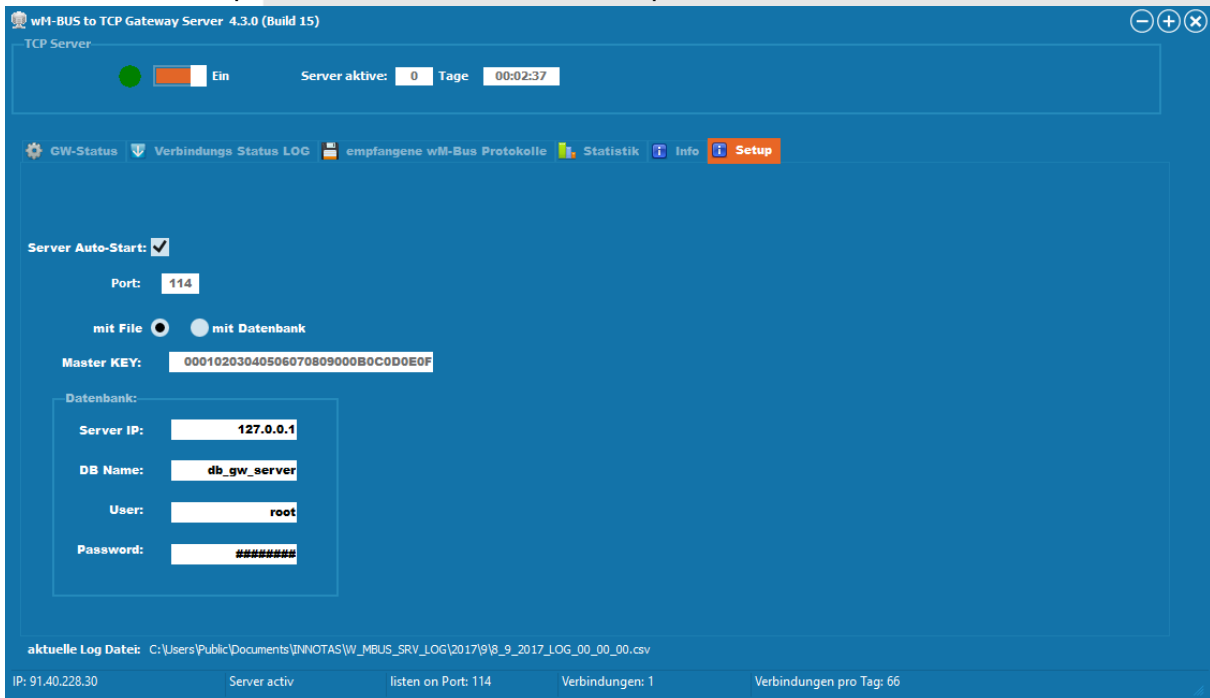 wM-BUS to TCP Gateway Server 4.3.0 (Build 15)
TCP Server
Ein Server aktive: 0 Tage 00:02:37
GW-Status Verbindungs Status LOG empfangene wM-Bus Protokolle Statistik Info Setup
Server Auto-Start:
Port: 114
mit File mit Datenbank
Master KEY: 00010203040506070809000B0C0D0E0F
Datenbank:
Server IP: 127.0.0.1
DB Name: db_gw_server
User: root
Password: ########
aktuelle Log Datei: C:\Users\Public\Documents\INNOTAS\W_MBUS_SRV_LOG\2017\9\8_9_2017_LOG_00_00_00.csv
IP: 91.40.228.30 Server activ listen on Port: 114 Verbindungen: 1 Verbindungen pro Tag: 66